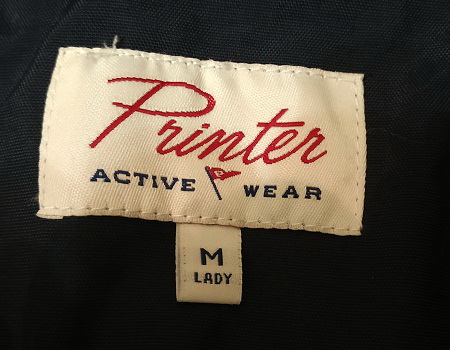 Printer
ACTIVE WEAR
M
LADY